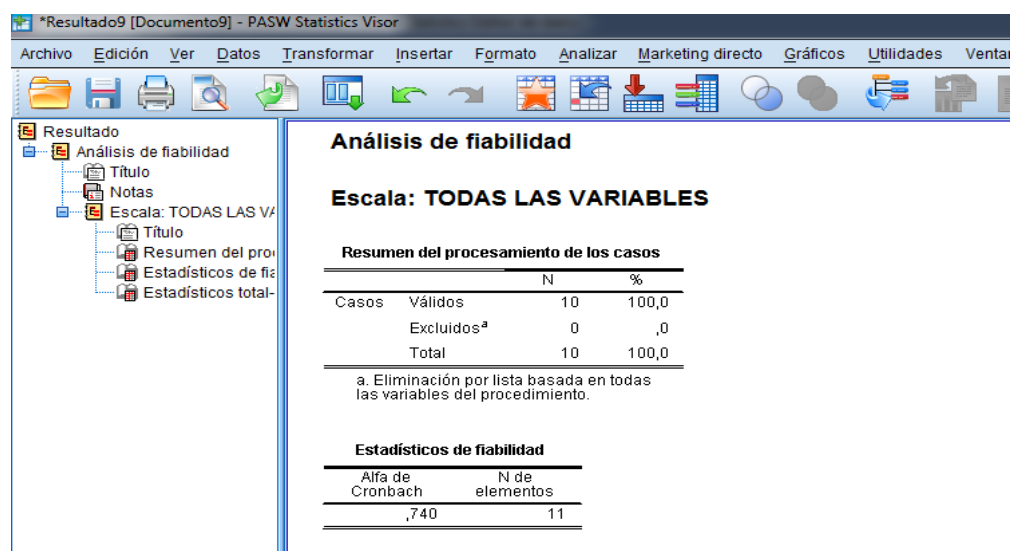 *Resultado9 [Documento9] - PASW Statistics Visor
Archivo Edición Ver Datos Transformar Insertar Formato Analizar Marketing directo Gráficos Utilidades Ventan
Resultado
Análisis de fiabilidad
Título
Notas
Escala: TODAS LAS VA
Título
Resumen del proc
Estadísticos de fia
Estadísticos total-
Análisis de fiabilidad
Escala: TODAS LAS VARIABLES
Resumen del procesamiento de los casos
N %
Casos Válidos 10 100,0
Excluidosª 0 ,0
Total 10 100,0
a. Eliminación por lista basada en todas
las variables del procedimiento.
Estadísticos de fiabilidad
Alfa de N de
Cronbach elementos
,740 11